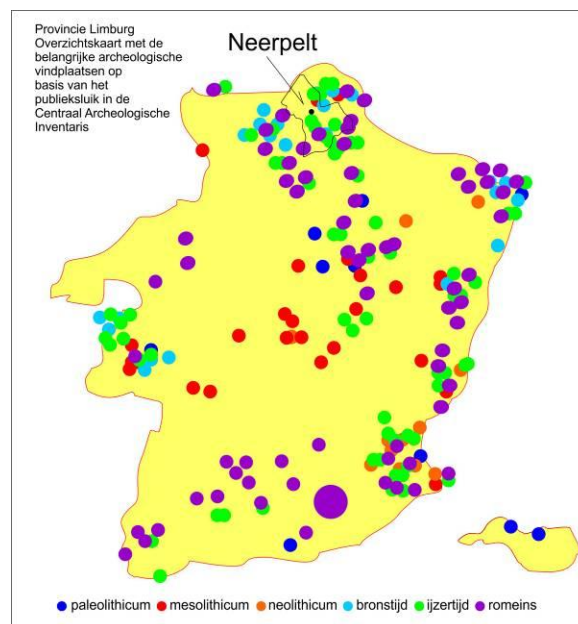 Provincie Limburg
Overzichtskaart met de
belangrijke archeologische
vindplaatsen op
basis van het
publieksluik in de
Centraal Archeologische
Inventaris
Neerpelt
paleolithicum mesolithicum neolithicum bronstijd ijzertijd romeins